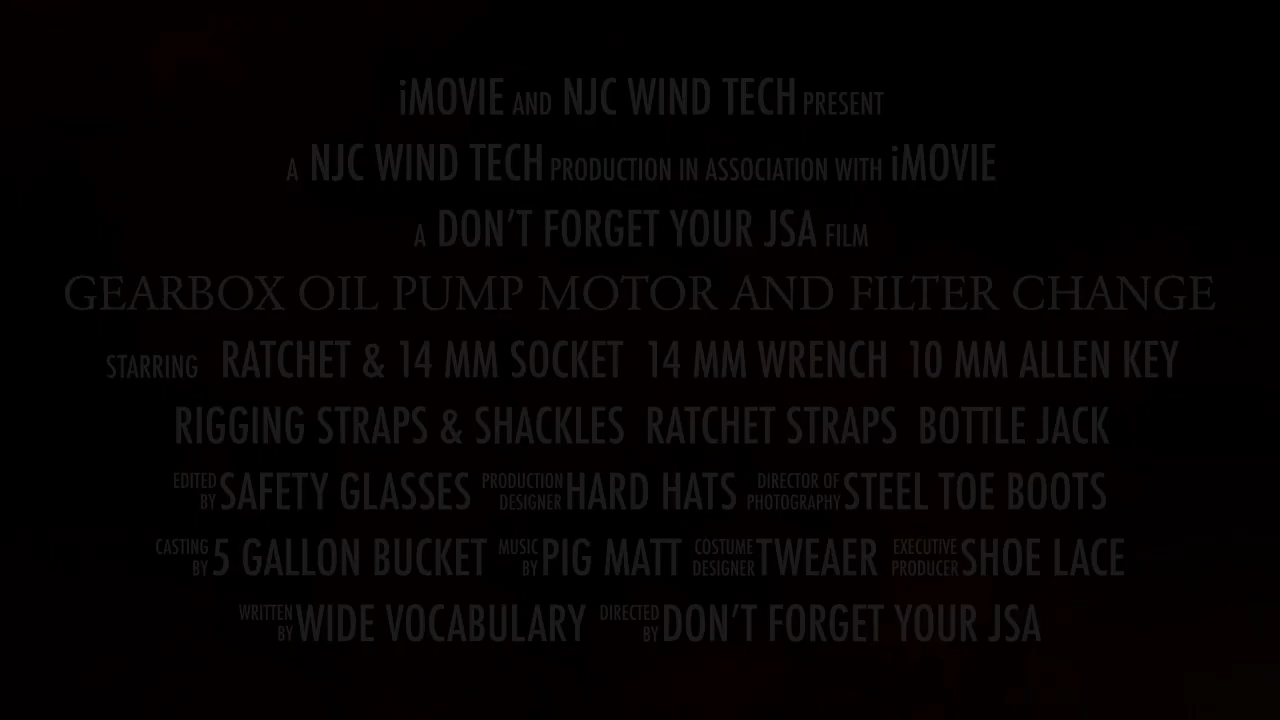 iMOVIE AND NJC WIND TECH PRESENT
A NJC WIND TECH PRODUCTION IN ASSOCIATION WITH iMOVIE
A DON'T FORGET YOUR JSA FILM
GEARBOX OIL PUMP MOTOR AND FILTER CHANGE
STARRING RATCHET & 14 MM SOCKET 14 MM WRENCH 10 MM ALLEN KEY
RIGGING STRAPS & SHACKLES RATCHET STRAPS BOTTLE JACK
EDITED BY SAFETY GLASSES PRODUCTION DESIGNER HARD HATS DIRECTOR OF PHOTOGRAPHY STEEL TOE BOOTS
CASTING BY 5 GALLON BUCKET MUSIC BY PIG MATT COSTUME DESIGNER TWEAER EXECUTIVE PRODUCER SHOE LACE
WRITTEN BY WIDE VOCABULARY DIRECTED BY DON'T FORGET YOUR JSA